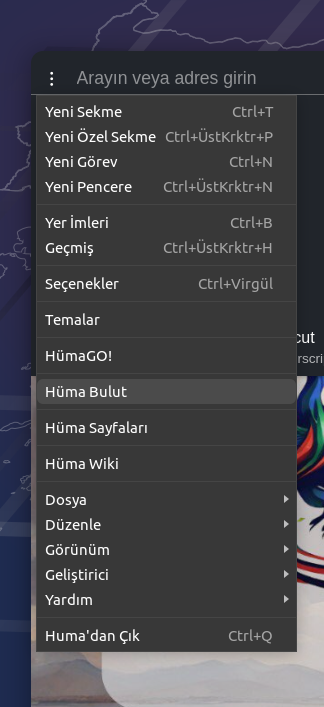 Arayın veya adres girin
Yeni Sekme Ctrl+T
Yeni Özel Sekme Ctrl+ÜstKrktr+P
Yeni Görev Ctrl+N
Yeni Pencere Ctrl+ÜstKrktr+N
Yer İmleri Ctrl+B
Geçmiş Ctrl+ÜstKrktr+H
Seçenekler Ctrl+Virgül
Temalar
cut
HümaGO!
rscri
Hüma Bulut
Hüma Sayfaları
Hüma Wiki
Dosya
Düzenle
Görünüm
Geliştirici
Yardım
Huma'dan Çık Ctrl+Q